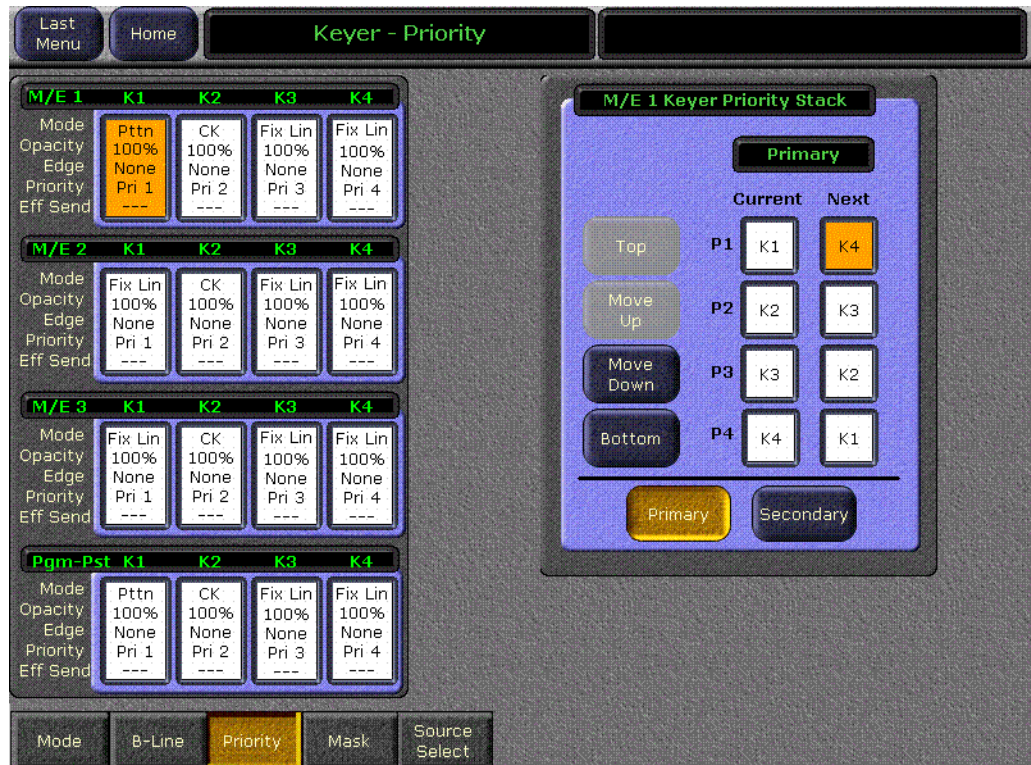 Last Menu Home Keyer - Priority
M/E 1 K1 K2 K3 K4
Mode Pttn CK Fix Lin Fix Lin
Opacity 100% 100% 100% 100%
Edge None None None None
Priority Pri 1 Pri 2 Pri 3 Pri 4
Eff Send --- --- --- ---
M/E 2 K1 K2 K3 K4
Mode Fix Lin CK Fix Lin Fix Lin
Opacity 100% 100% 100% 100%
Edge None None None None
Priority Pri 1 Pri 2 Pri 3 Pri 4
Eff Send --- --- --- ---
M/E 3 K1 K2 K3 K4
Mode Fix Lin CK Fix Lin Fix Lin
Opacity 100% 100% 100% 100%
Edge None None None None
Priority Pri 1 Pri 2 Pri 3 Pri 4
Eff Send --- --- --- ---
Pgm-Pst K1 K2 K3 K4
Mode Pttn CK Fix Lin Fix Lin
Opacity 100% 100% 100% 100%
Edge None None None None
Priority Pri 1 Pri 2 Pri 3 Pri 4
Eff Send --- --- --- ---
M/E 1 Keyer Priority Stack
Primary
Current Next
Top P1 K1 K4
Move Up P2 K2 K3
Move Down P3 K3 K2
Bottom P4 K4 K1
Primary Secondary
Mode B-Line Priority Mask Source Select